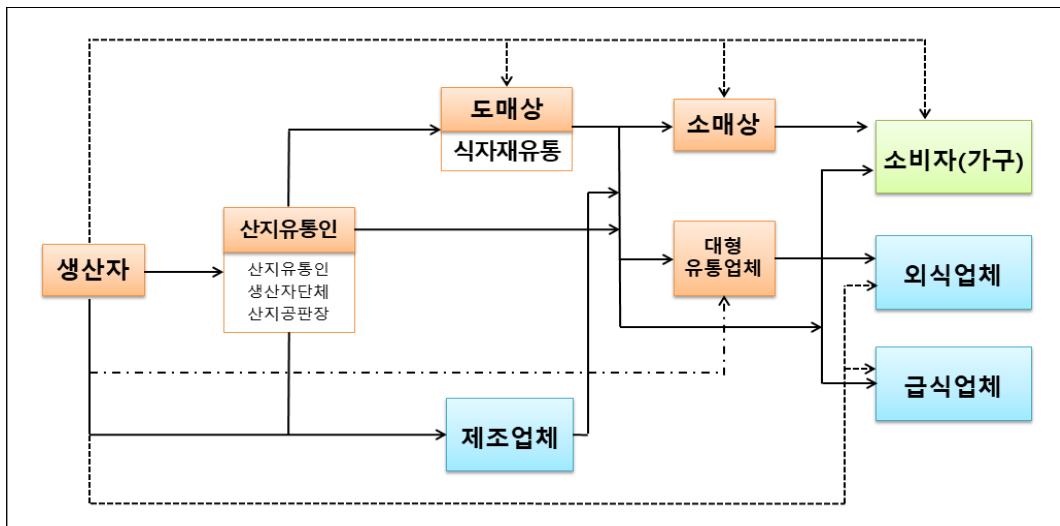 도매상
식자재유통
소매상
소비자(가구)
산지유통인
산지유통인
생산자단체
산지공판장
생산자
대형
유통업체
외식업체
급식업체
제조업체